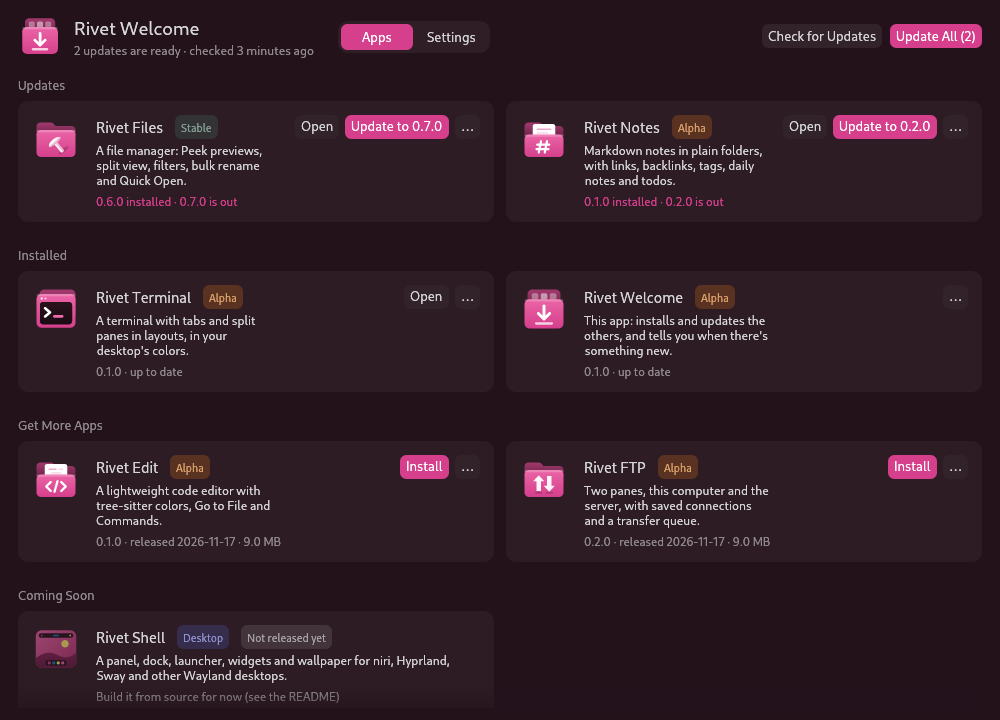 Rivet Welcome
2 updates are ready · checked 3 minutes ago
Apps
Settings
Check for Updates
Update All (2)
Updates
Rivet Files
Stable
Open
Update to 0.7.0
...
A file manager: Peek previews,
split view, filters, bulk rename
and Quick Open.
0.6.0 installed · 0.7.0 is out
Rivet Notes
Alpha
Open
Update to 0.2.0
...
Markdown notes in plain folders,
with links, backlinks, tags, daily
notes and todos.
0.1.0 installed · 0.2.0 is out
Installed
Rivet Terminal
Alpha
Open
...
A terminal with tabs and split
panes in layouts, in your
desktop's colors.
0.1.0 · up to date
Rivet Welcome
Alpha
...
This app: installs and updates the
others, and tells you when there's
something new.
0.1.0 · up to date
Get More Apps
Rivet Edit
Alpha
Install
...
A lightweight code editor with
tree-sitter colors, Go to File and
Commands.
0.1.0 · released 2026-11-17 · 9.0 MB
Rivet FTP
Alpha
Install
...
Two panes, this computer and the
server, with saved connections
and a transfer queue.
0.2.0 · released 2026-11-17 · 9.0 MB
Coming Soon
Rivet Shell
Desktop
Not released yet
A panel, dock, launcher, widgets and wallpaper for niri, Hyprland,
Sway and other Wayland desktops.
Build it from source for now (see the README)